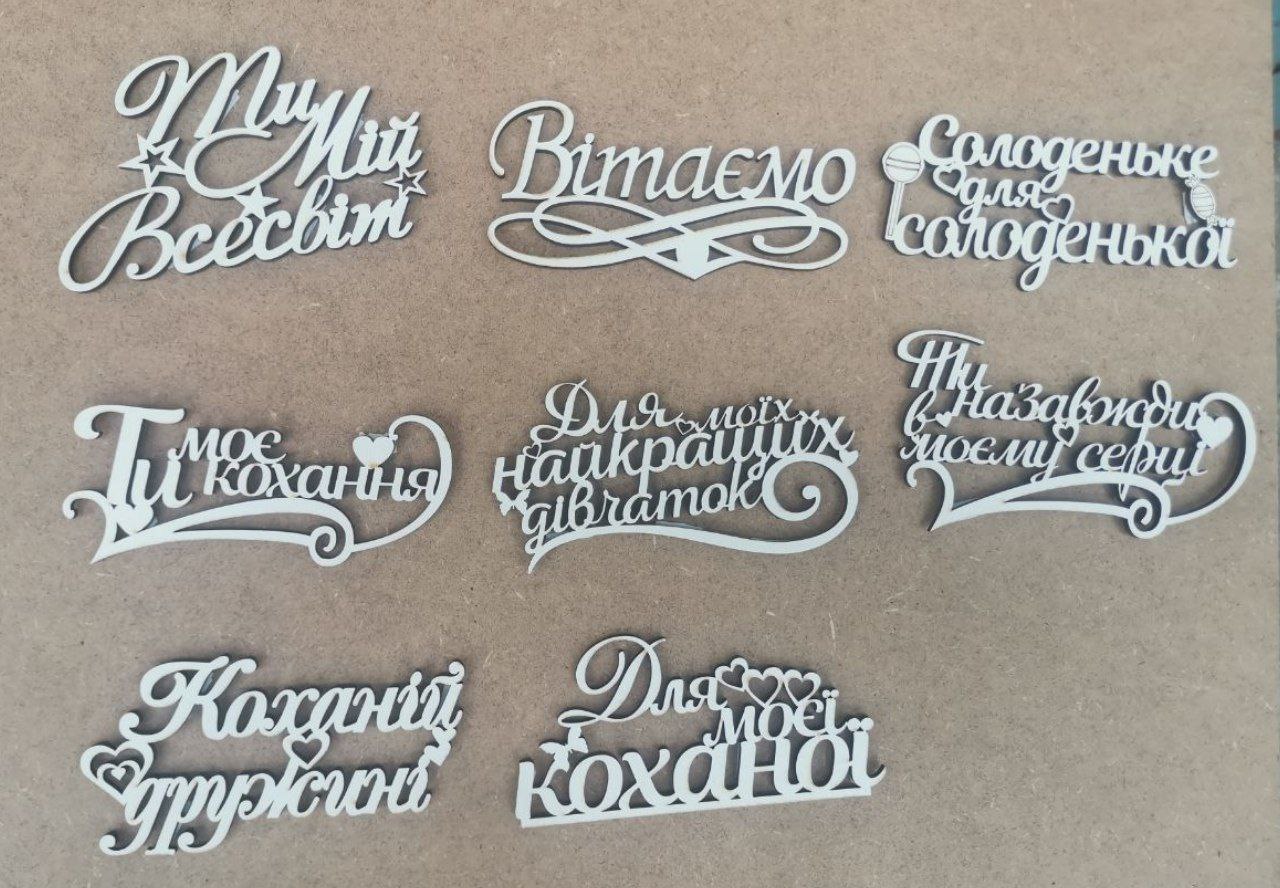 Ти
Мій
Всесвіт
Вітаємо
Солоденьке
для
солоденької
Ти моє
кохання
Для моїх
найкращих
дівчаток
Ти
назавжди
в моєму серці
Коханій
дружині
Для
моєї
коханої